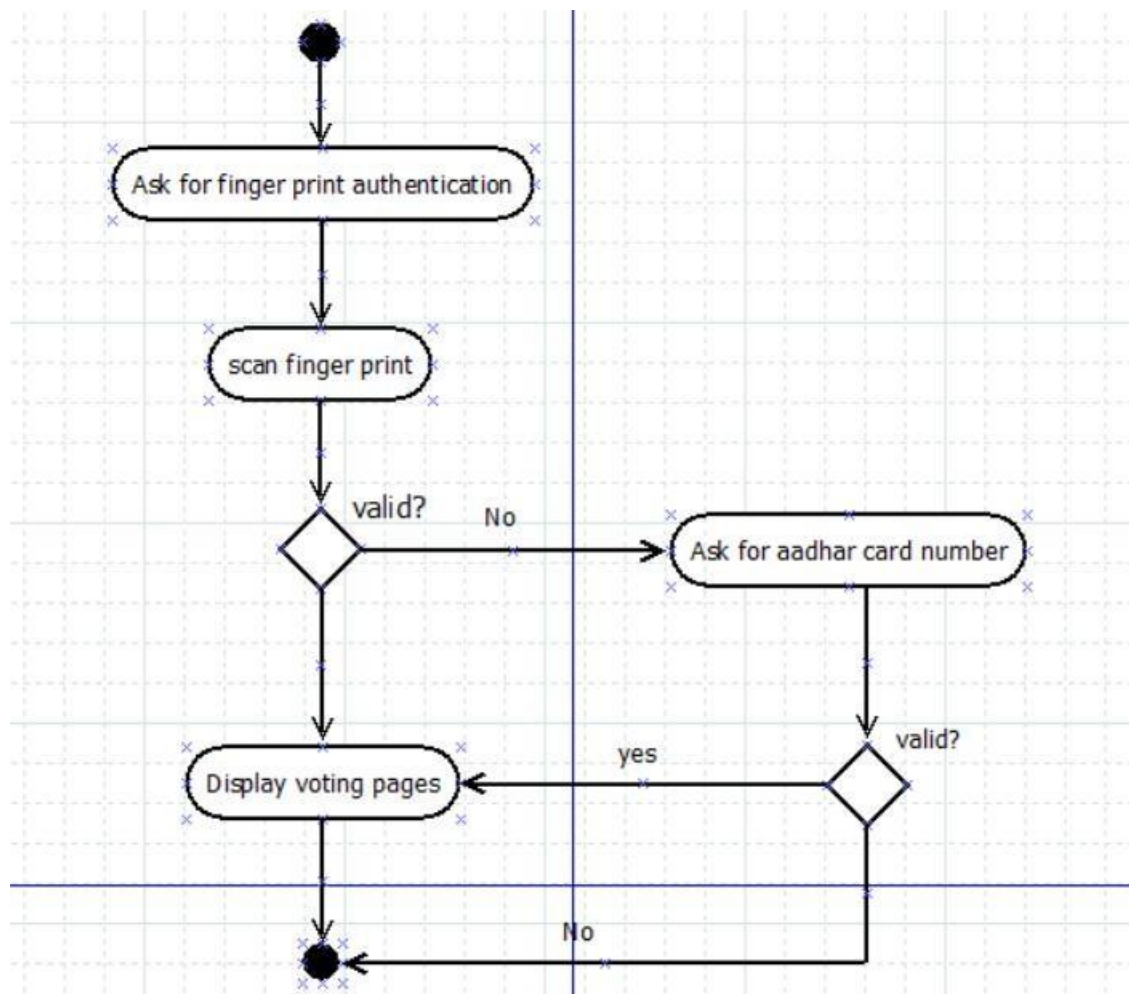 Ask for finger print authentication
scan finger print
valid?
No
Ask for aadhar card number
valid?
yes
Display voting pages
No